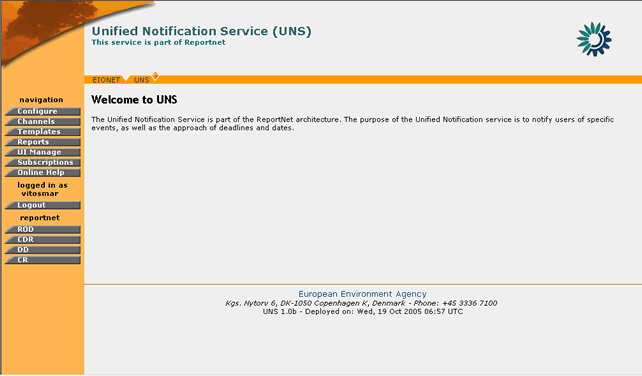 Unified Notification Service (UNS)
This service is part of Reportnet
EIONET
UNS
navigation
Configure
Channels
Templates
Reports
UI Manage
Subscriptions
Online Help
logged in as
vitosmar
Logout
reportnet
ROD
CDR
DD
CR
Welcome to UNS
The Unified Notification Service is part of the ReportNet architecture. The purpose of the Unified Notification service is to notify users of specific
events, as well as the approach of deadlines and dates.
European Environment Agency
Kgs. Nytorv 6, DK-1050 Copenhagen K, Denmark - Phone: +45 3336 7100
UNS 1.0b - Deployed on: Wed, 19 Oct 2005 06:57 UTC